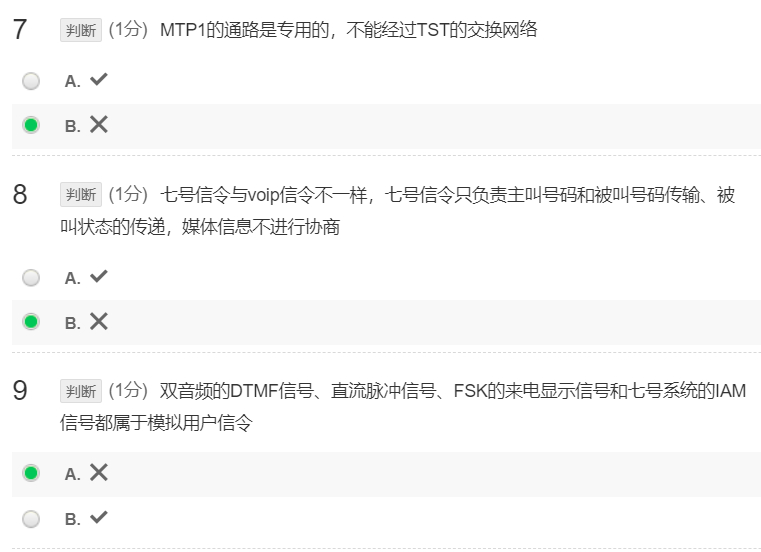 7 判断 (1分) MTP1的通路是专用的，不能经过TST的交换网络
A. ✓
B. ✕
8 判断 (1分) 七号信令与voip信令不一样，七号信令只负责主叫号码和被叫号码传输、被
叫状态的传递，媒体信息不进行协商
A. ✓
B. ✕
9 判断 (1分) 双音频的DTMF信号、直流脉冲信号、FSK的来电显示信号和七号系统的IAM
信号都属于模拟用户信令
A. ✕
B. ✓